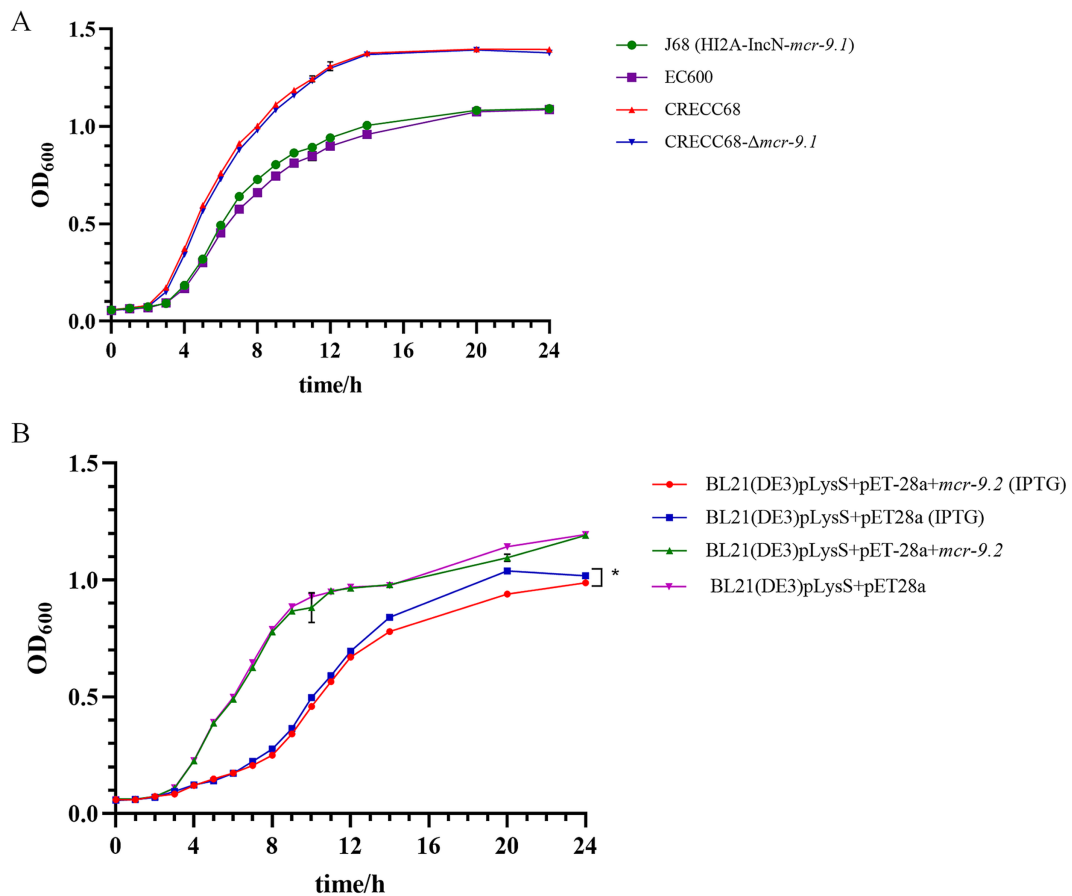 A
1.5
1.0
0.5
0.0
OD600
0 4 8 12 16 20 24
time/h
J68 (HI2A-IncN-mcr-9.1)
EC600
CRECC68
CRECC68-Δmcr-9.1
B
1.5
1.0
0.5
0.0
OD600
0 4 8 12 16 20 24
time/h
*
BL21(DE3)pLysS+pET-28a+mcr-9.2 (IPTG)
BL21(DE3)pLysS+pET28a (IPTG)
BL21(DE3)pLysS+pET-28a+mcr-9.2
BL21(DE3)pLysS+pET28a